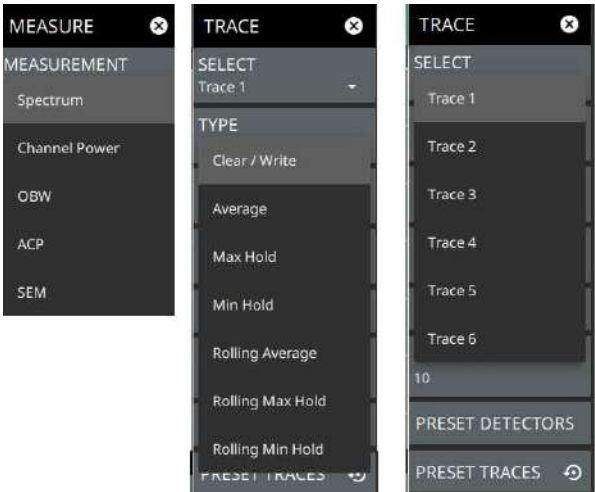 MEASURE
MEASUREMENT
Spectrum
Channel Power
OBW
ACP
SEM
TRACE
SELECT
Trace 1
TYPE
Clear / Write
Average
Max Hold
Min Hold
Rolling Average
Rolling Max Hold
Rolling Min Hold
PRESET TRACES
TRACE
SELECT
Trace 1
Trace 2
Trace 3
Trace 4
Trace 5
Trace 6
10
PRESET DETECTORS
PRESET TRACES